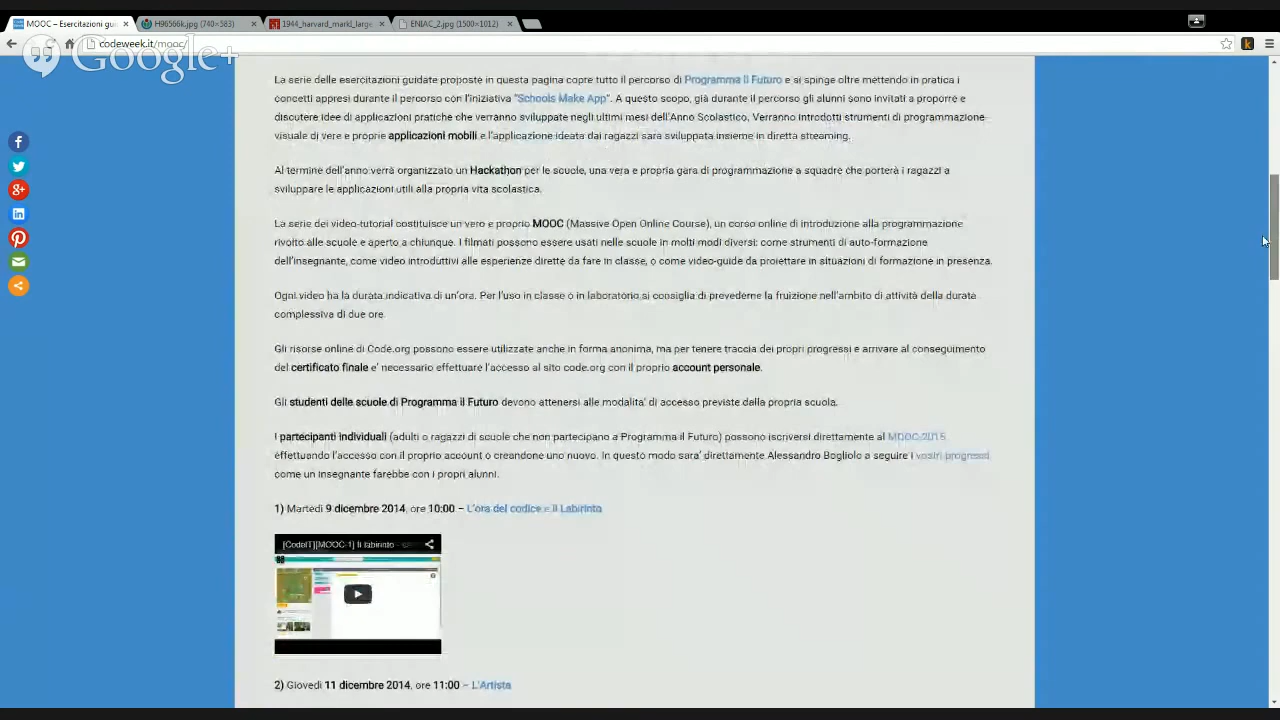 MOOC – Esercitazioni gui
H96566k.jpg (740×583)
1944_harvard_markI_large
ENIAC_2.jpg (1500×1012)
codeweek.it/mooc/
Google+
La serie delle esercitazioni guidate proposte in questa pagina copre tutto il percorso di Programma il Futuro e si spinge oltre mettendo in pratica i
concetti appresi durante il percorso con l'iniziativa "Schools Make App". A questo scopo, già durante il percorso gli alunni sono invitati a proporre e
discutere idee di applicazioni pratiche che verranno sviluppate negli ultimi mesi dell'Anno Scolastico. Verranno introdotti strumenti di programmazione
visuale di vere e proprie applicazioni mobili e l'applicazione ideata dai ragazzi sarà sviluppata insieme in diretta streaming.
Al termine dell'anno verrà organizzato un Hackathon per le scuole, una vera e propria gara di programmazione a squadre che porterà i ragazzi a
sviluppare le applicazioni utili alla propria vita scolastica.
La serie dei video-tutorial costituisce un vero e proprio MOOC (Massive Open Online Course), un corso online di introduzione alla programmazione
rivolto alle scuole e aperto a chiunque. I filmati possono essere usati nelle scuole in molti modi diversi: come strumenti di auto-formazione
dell'insegnante, come video introduttivi alle esperienze dirette da fare in classe, o come video-guide da proiettare in situazioni di formazione in presenza.
Ogni video ha la durata indicativa di un'ora. Per l'uso in classe o in laboratorio si consiglia di prevederne la fruizione nell'ambito di attività della durata
complessiva di due ore.
Gli risorse online di Code.org possono essere utilizzate anche in forma anonima, ma per tenere traccia dei propri progressi e arrivare al conseguimento
del certificato finale e' necessario effettuare l'accesso al sito code.org con il proprio account personale.
Gli studenti delle scuole di Programma il Futuro devono attenersi alle modalita' di accesso previste dalla propria scuola.
I partecipanti individuali (adulti o ragazzi di scuole che non partecipano a Programma il Futuro) possono iscriversi direttamente al MOOC-2015
effettuando l'accesso con il proprio account o creandone uno nuovo. In questo modo sara' direttamente Alessandro Bogliolo a seguire i vostri progressi
come un insegnante farebbe con i propri alunni.
1) Martedì 9 dicembre 2014, ore 10:00 – L'ora del codice e il Labirinto
[CodeIT][MOOC-1] Il labirinto -
2) Giovedì 11 dicembre 2014, ore 11:00 – L'Artista